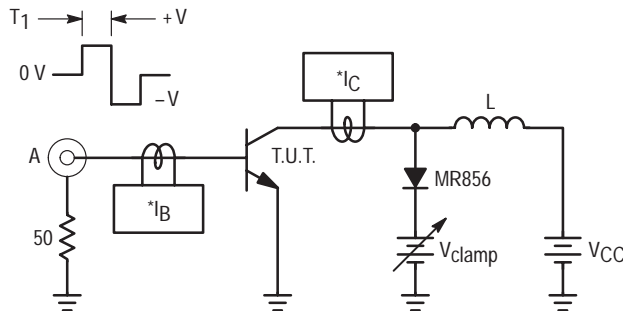 T1
+ V
0 V
– V
*IC
L
A
T.U.T.
MR856
*IB
50
Vclamp
VCC